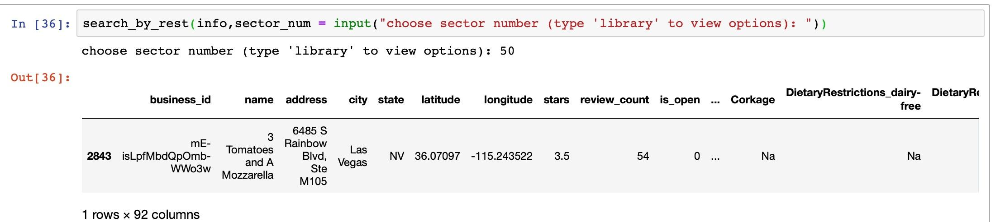 In [36]: search_by_rest(info,sector_num = input("choose sector number (type 'library' to view options): "))
choose sector number (type 'library' to view options): 50
Out[36]:
business_id name address city state latitude longitude stars review_count is_open ... Corkage DietaryRestrictions_dairy-free DietaryRe
2843 mE-isLpfMbdQpOmb-WWo3w 3 Tomatoes and A Mozzarella 6485 S Rainbow Blvd, Ste M105 Las Vegas NV 36.07097 -115.243522 3.5 54 0 ... Na Na
1 rows × 92 columns